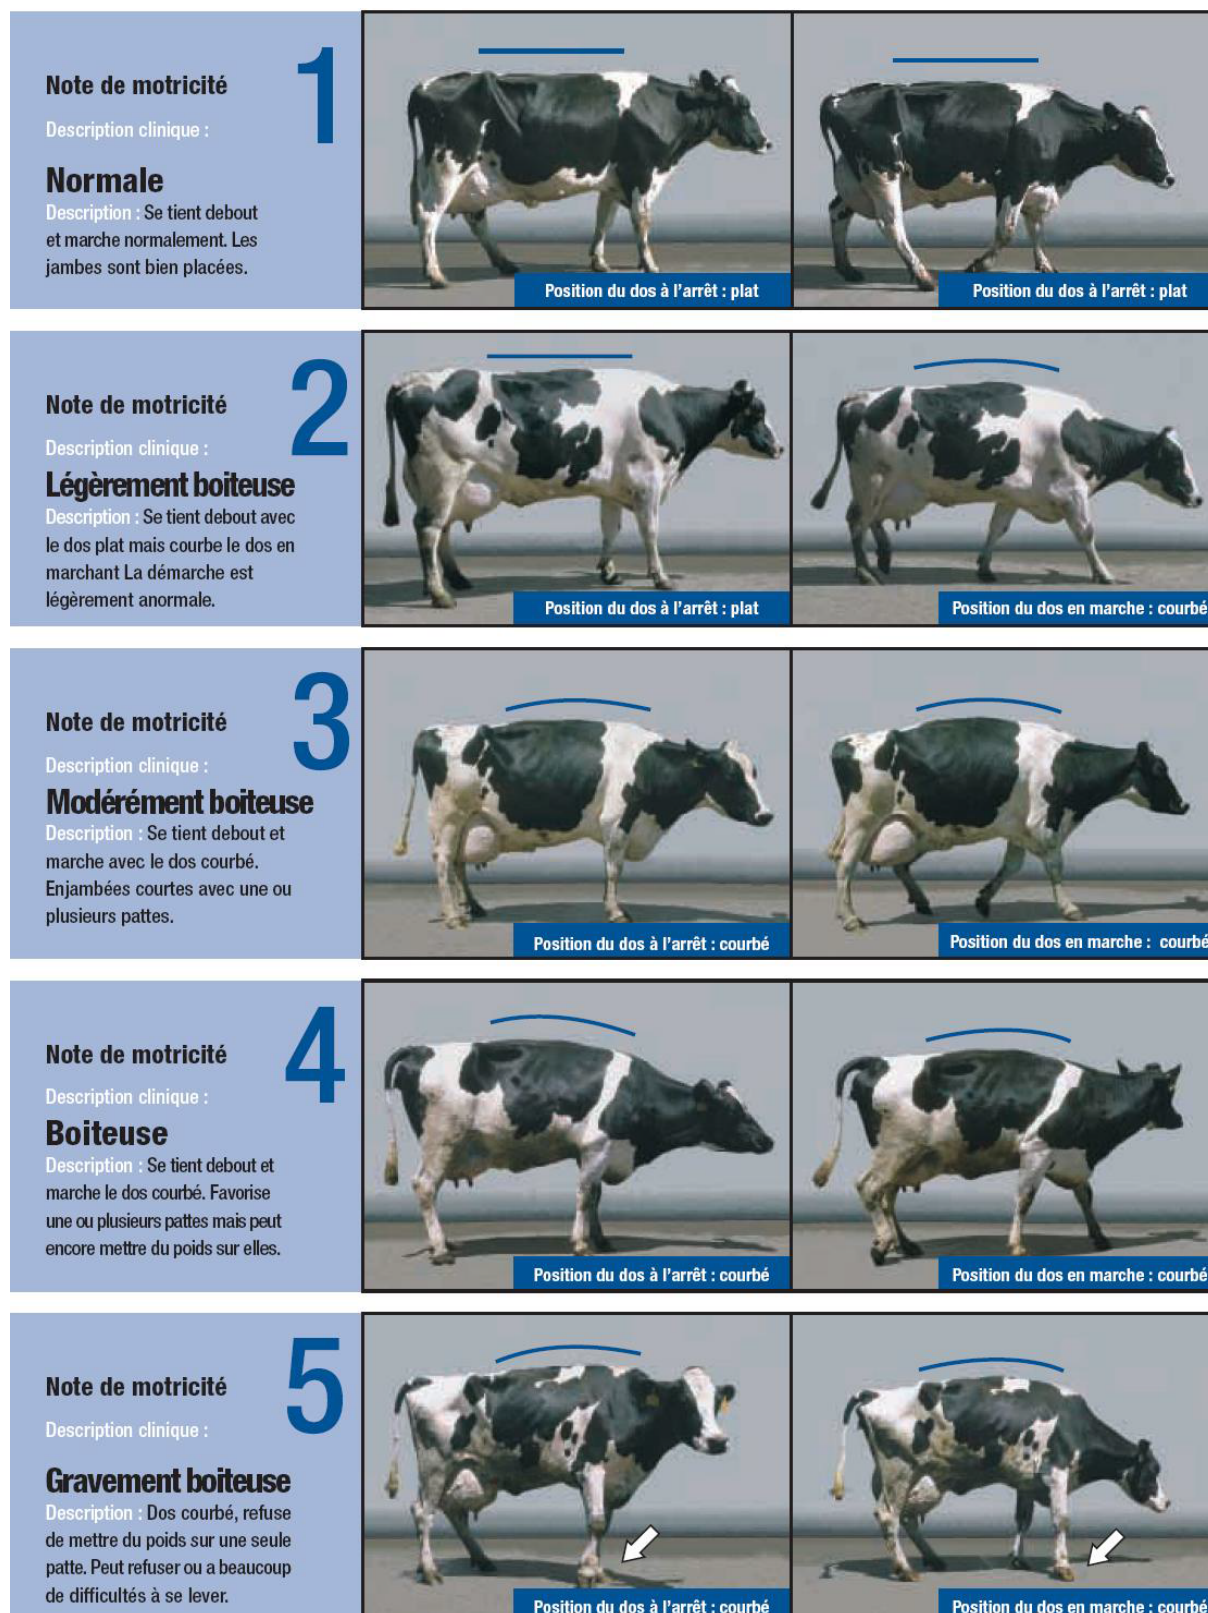 Note de motricité
1
Description clinique :
Normale
Description : Se tient debout
et marche normalement. Les
jambes sont bien placées.
Position du dos à l'arrêt : plat
Position du dos à l'arrêt : plat
Note de motricité
2
Description clinique :
Légèrement boiteuse
Description : Se tient debout avec
le dos plat mais courbe le dos en
marchant La démarche est
légèrement anormale.
Position du dos à l'arrêt : plat
Position du dos en marche : courbé
Note de motricité
3
Description clinique :
Modérément boiteuse
Description : Se tient debout et
marche avec le dos courbé.
Enjambées courtes avec une ou
plusieurs pattes.
Position du dos à l'arrêt : courbé
Position du dos en marche : courbé
Note de motricité
4
Description clinique :
Boiteuse
Description : Se tient debout et
marche le dos courbé. Favorise
une ou plusieurs pattes mais peut
encore mettre du poids sur elles.
Position du dos à l'arrêt : courbé
Position du dos en marche : courbé
Note de motricité
5
Description clinique :
Gravement boiteuse
Description : Dos courbé, refuse
de mettre du poids sur une seule
patte. Peut refuser ou a beaucoup
de difficultés à se lever.
Position du dos à l'arrêt : courbé
Position du dos en marche : courbé